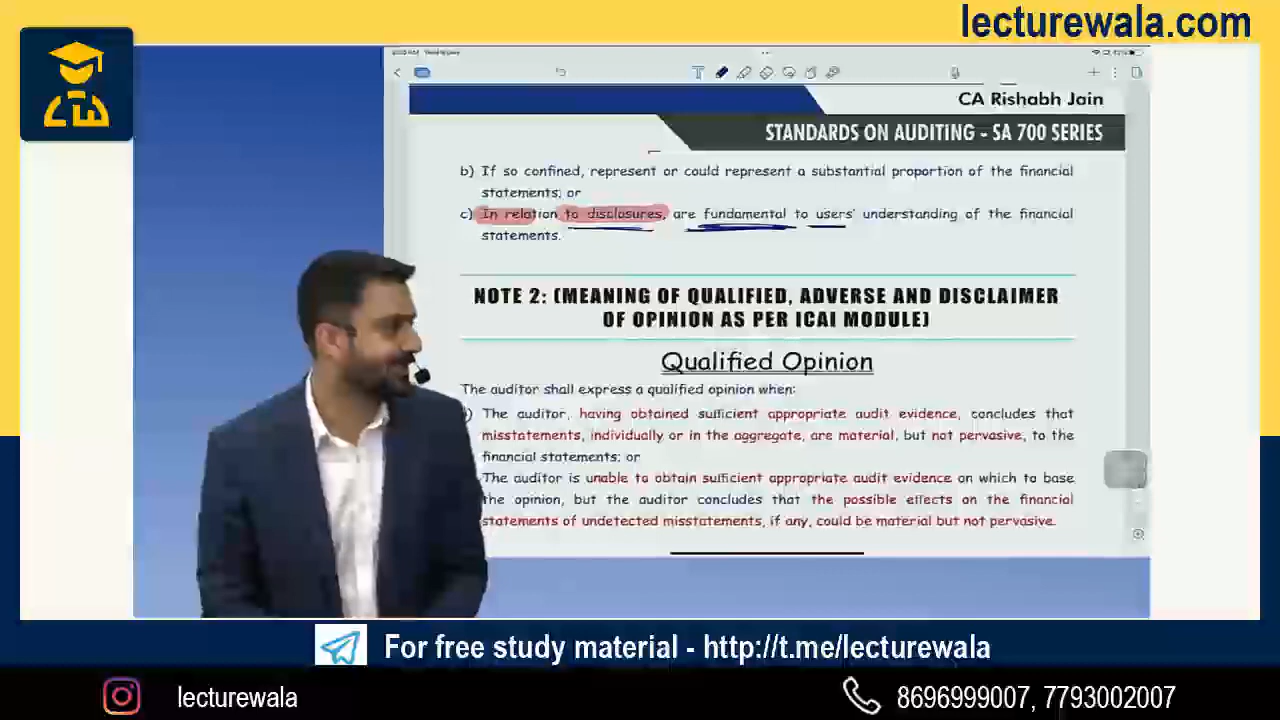 lecturewala.com
CA Rishabh Jain
STANDARDS ON AUDITING - SA 700 SERIES
b) If so confined, represent or could represent a substantial proportion of the financial
statements; or
c) In relation to disclosures, are fundamental to users' understanding of the financial
statements.
NOTE 2: (MEANING OF QUALIFIED, ADVERSE AND DISCLAIMER
OF OPINION AS PER ICAI MODULE)
Qualified Opinion
The auditor shall express a qualified opinion when:
) The auditor, having obtained sufficient appropriate audit evidence, concludes that
misstatements, individually or in the aggregate, are material, but not pervasive, to the
financial statements; or
The auditor is unable to obtain sufficient appropriate audit evidence on which to base
the opinion, but the auditor concludes that the possible effects on the financial
statements of undetected misstatements, if any, could be material but not pervasive.
For free study material - http://t.me/lecturewala
lecturewala 8696999007, 7793002007